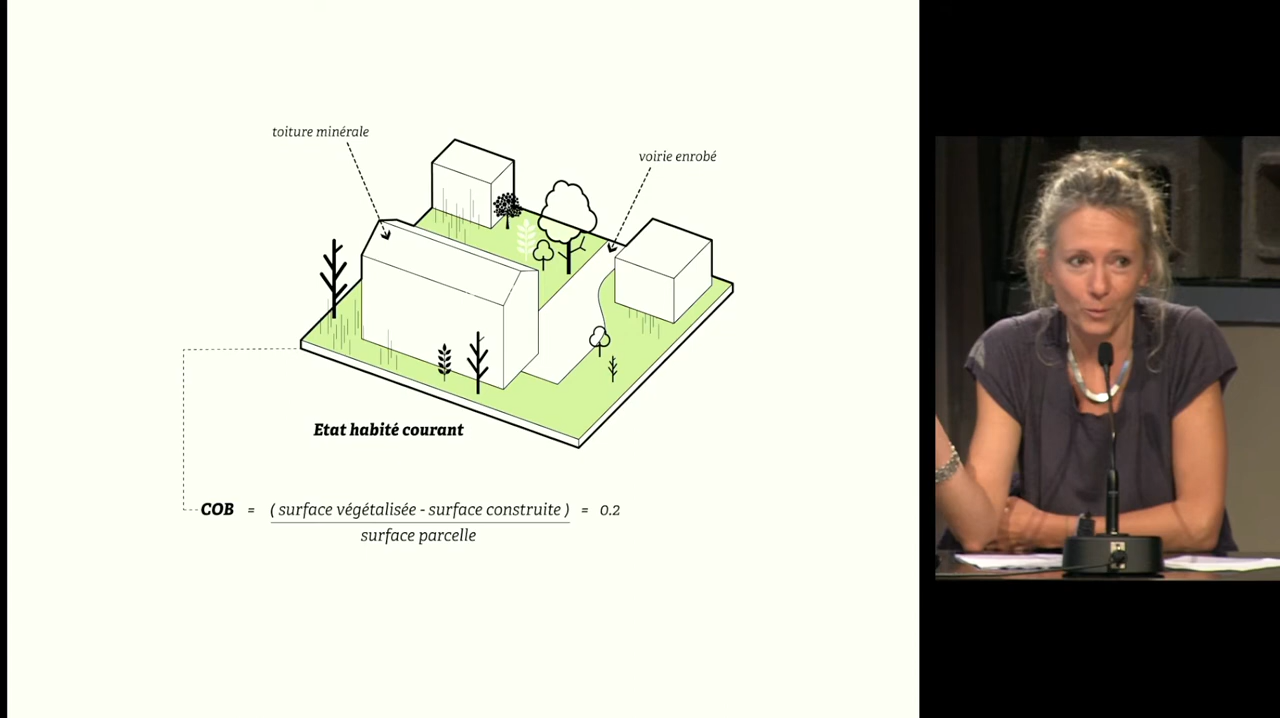 toiture minérale
voirie enrobé
Etat habité courant
COB = ( surface végétalisée - surface construite ) = 0.2
surface parcelle